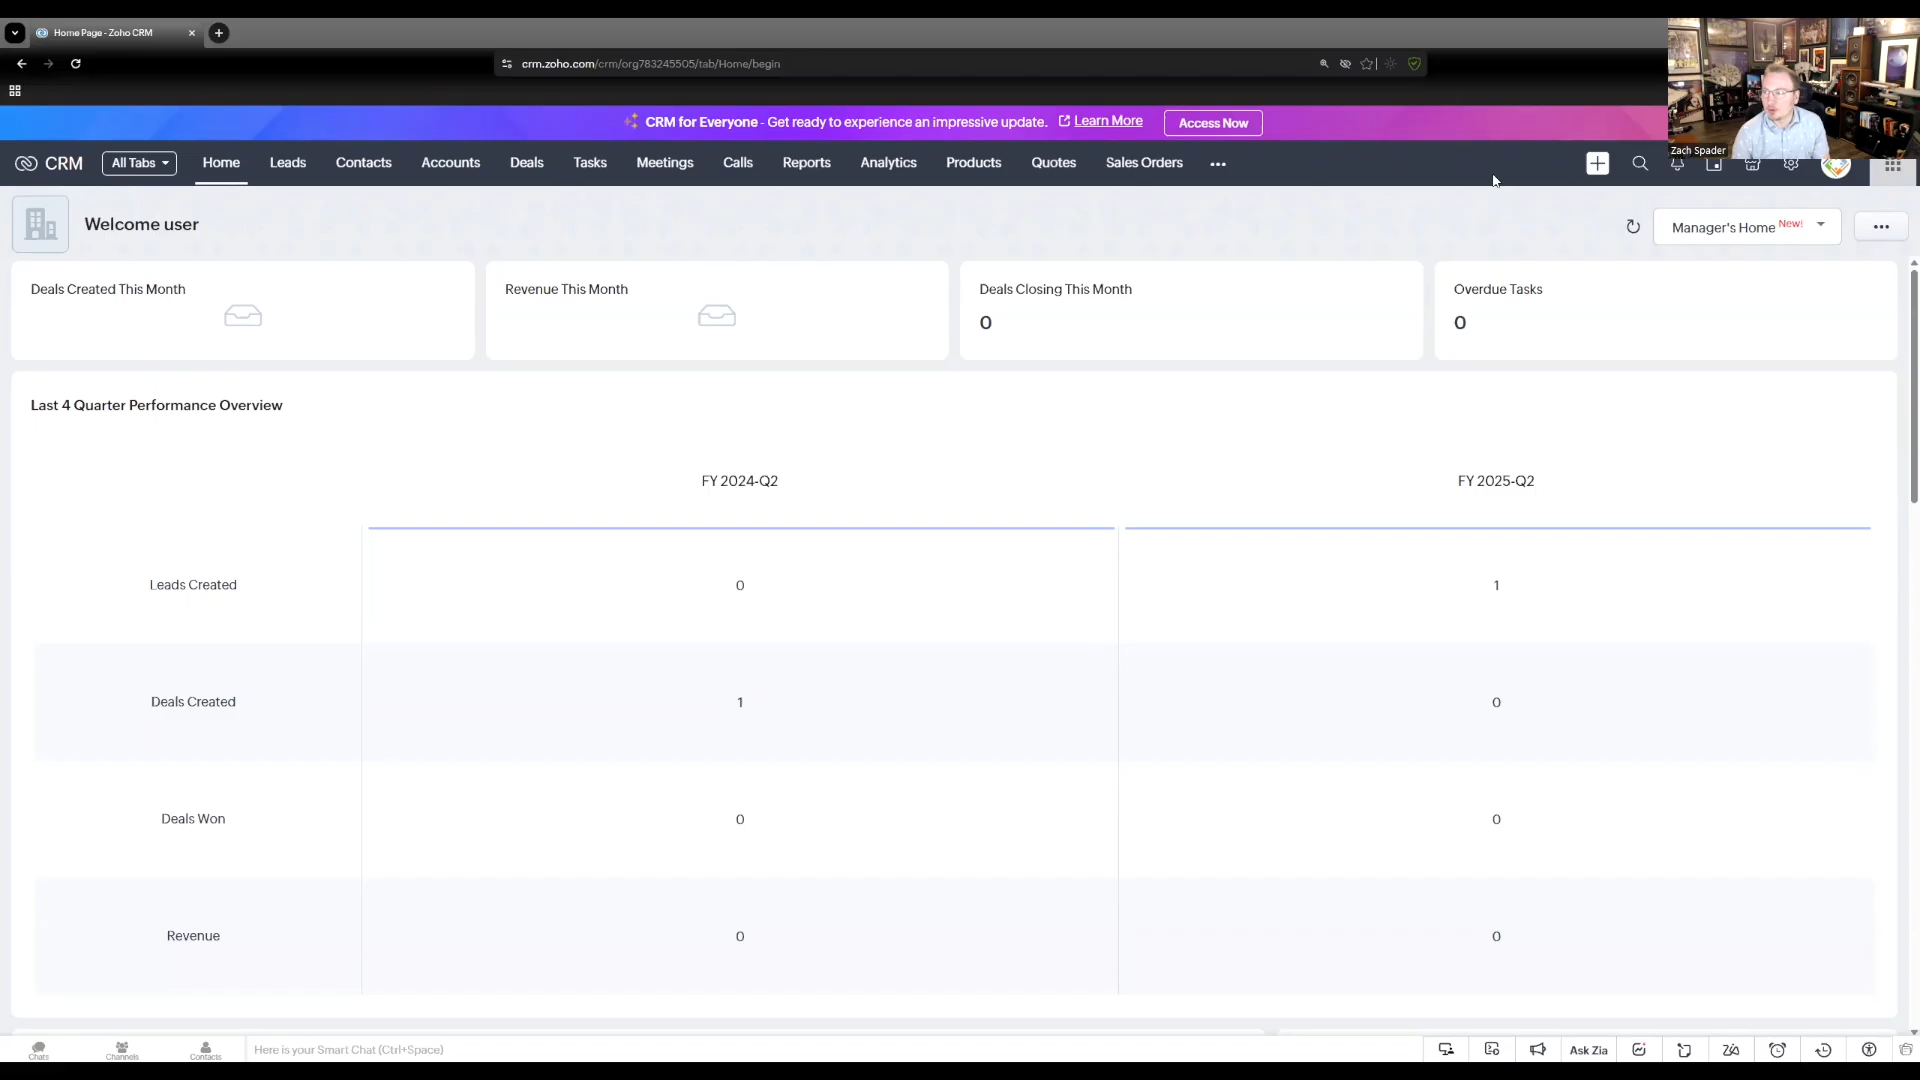 Home Page - Zoho CRM
crm.zoho.com/crm/org783245505/tab/Home/begin
CRM for Everyone - Get ready to experience an impressive update. Learn More Access Now
Zach Spader
CRM All Tabs Home Leads Contacts Accounts Deals Tasks Meetings Calls Reports Analytics Products Quotes Sales Orders
Welcome user
Manager's Home New!
Deals Created This Month
Revenue This Month
Deals Closing This Month
0
Overdue Tasks
0
Last 4 Quarter Performance Overview
FY 2024-Q2 FY 2025-Q2
Leads Created 0 1
Deals Created 1 0
Deals Won 0 0
Revenue 0 0
Chats Channels Contacts Here is your Smart Chat (Ctrl+Space) Ask Zia